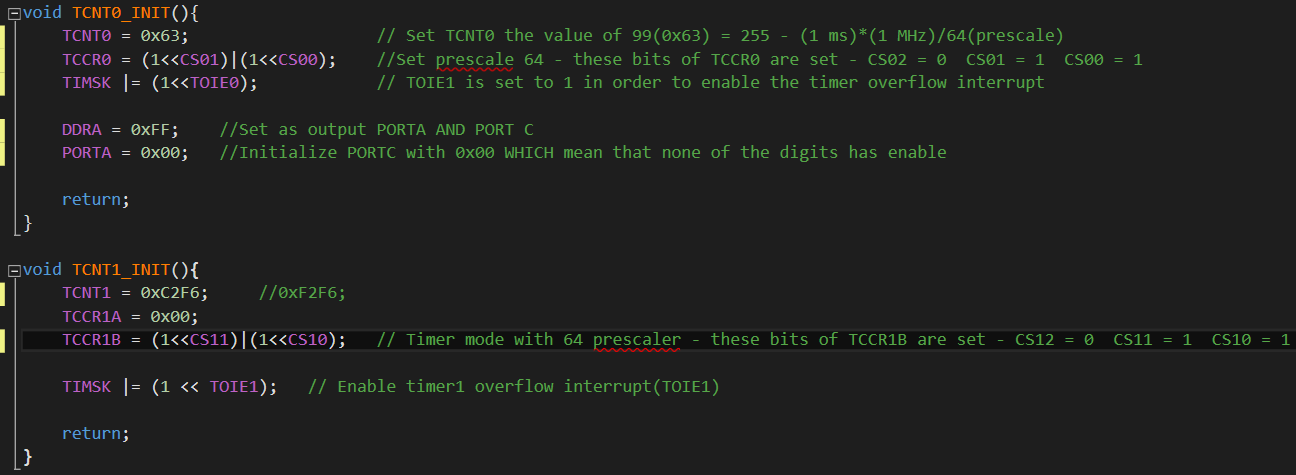 void TCNT0_INIT(){
    TCNT0 = 0x63;                   // Set TCNT0 the value of 99(0x63) = 255 - (1 ms)*(1 MHz)/64(prescale)
    TCCR0 = (1<<CS01)|(1<<CS00);    //Set prescale 64 - these bits of TCCR0 are set - CS02 = 0  CS01 = 1  CS00 = 1
    TIMSK |= (1<<TOIE0);            // TOIE1 is set to 1 in order to enable the timer overflow interrupt
    DDRA = 0xFF;    //Set as output PORTA AND PORT C
    PORTA = 0x00;   //Initialize PORTC with 0x00 WHICH mean that none of the digits has enable
    return;
}
void TCNT1_INIT(){
    TCNT1 = 0xC2F6;     //0xF2F6;
    TCCR1A = 0x00;
    TCCR1B = (1<<CS11)|(1<<CS10);   // Timer mode with 64 prescaler - these bits of TCCR1B are set - CS12 = 0  CS11 = 1  CS10 = 1
    TIMSK |= (1 << TOIE1);   // Enable timer1 overflow interrupt(TOIE1)
    return;
}